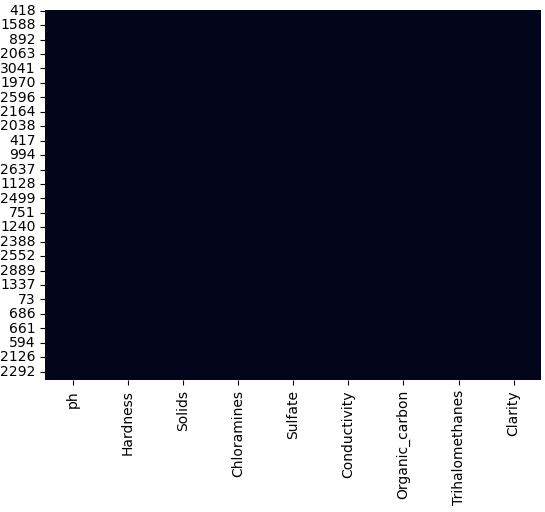 418
1588
892
2063
3041
1970
2596
2164
2038
417
994
2637
1128
2499
751
1240
2388
2552
2889
1337
73
686
661
594
2126
2292
ph
Hardness
Solids
Chloramines
Sulfate
Conductivity
Organic_carbon
Trihalomethanes
Clarity